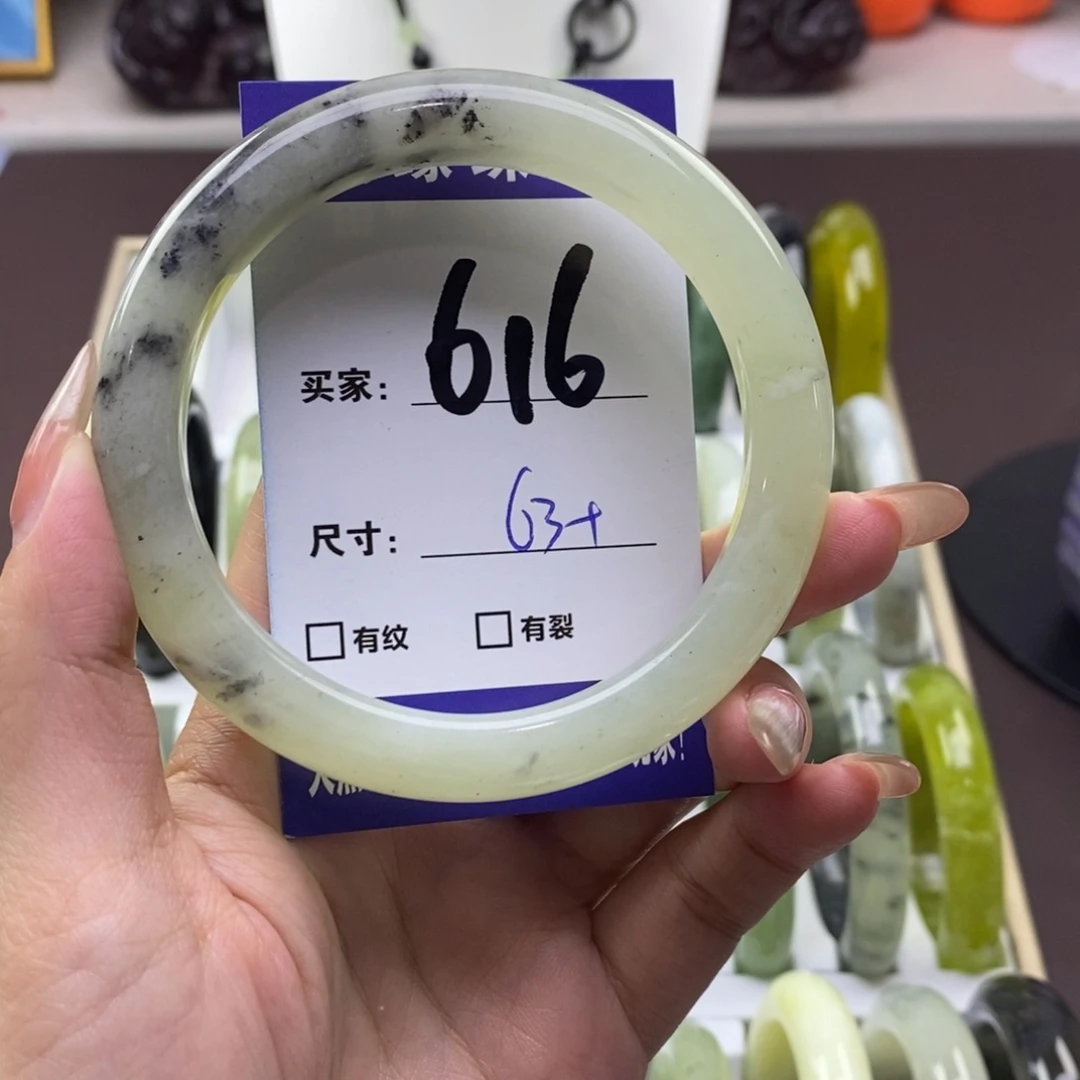 买家: 616
尺寸: 63+
□有纹 □有裂